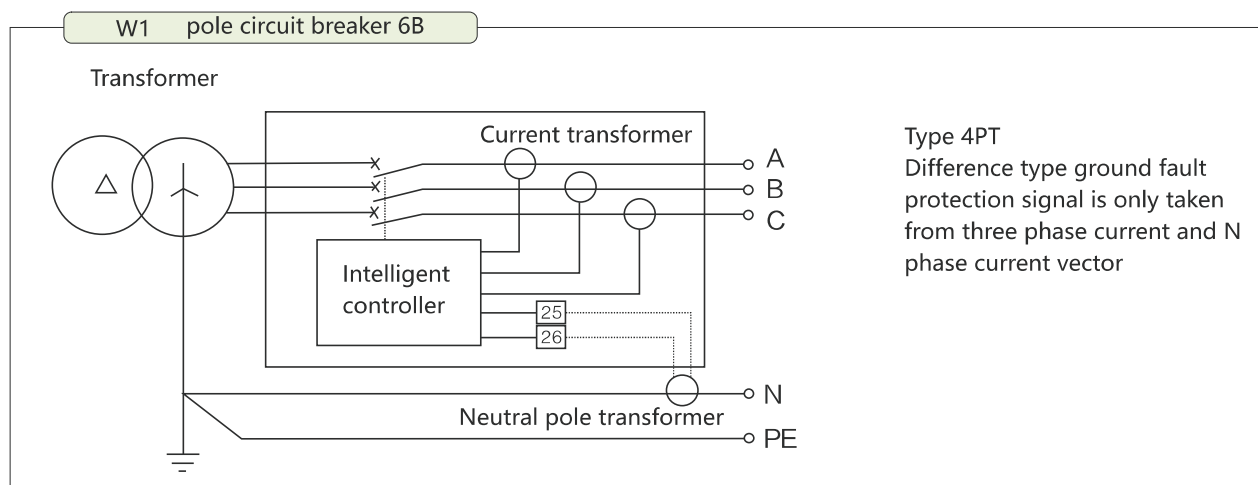 W1 pole circuit breaker 6B
Transformer
Current transformer
A
B
C
Intelligent
controller
25
26
N
Neutral pole transformer
PE
Type 4PT
Difference type ground fault
protection signal is only taken
from three phase current and N
phase current vector